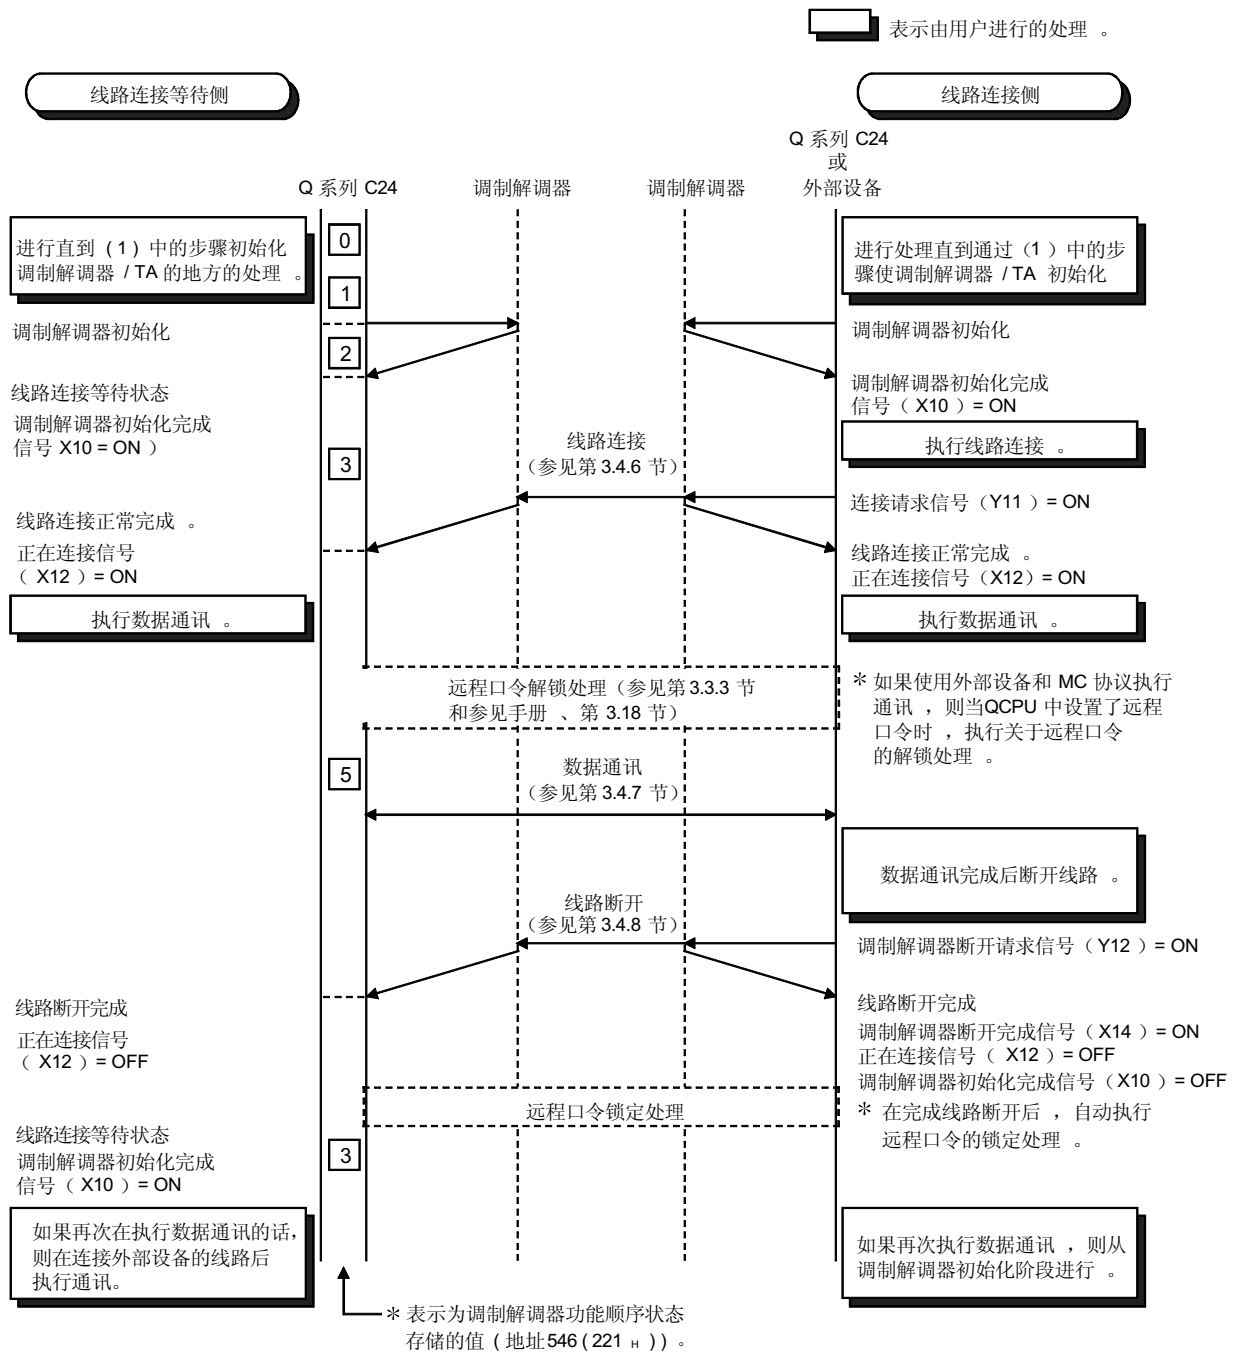 表示由用户进行的处理 。
线路连接等待侧
线路连接侧
Q 系列 C24
或
外部设备
Q 系列 C24
调制解调器
调制解调器
进行直到 (1) 中的步骤初始化
调制解调器 / TA 的地方的处理 。
0
进行处理直到通过（1 ）中的步
骤使调制解调器 / TA 初始化
1
调制解调器初始化
调制解调器初始化
2
线路连接等待状态
调制解调器初始化完成
信号 X10 = ON ）
调制解调器初始化完成
信号（ X10 ）= ON
执行线路连接 。
3
线路连接
（参见第 3.4.6 节）
连接请求信号（Y11 ）= ON
线路连接正常完成 。
正在连接信号
（ X12 ）= ON
线路连接正常完成 。
正在连接信号（X12）= ON
执行数据通讯 。
执行数据通讯 。
远程口令解锁处理（参见第3.3.3 节
和参见手册 、第 3.18 节）
＊ 如果使用外部设备和 MC 协议执行
通讯 ，则当QCPU 中设置了远程
口令时 ，执行关于远程口令
的解锁处理 。
5
数据通讯
（参见第 3.4.7 节）
数据通讯完成后断开线路 。
线路断开
（参见第 3.4.8 节）
调制解调器断开请求信号（ Y12 ）= ON
线路断开完成
正在连接信号
（ X12 ）= OFF
线路断开完成
调制解调器断开完成信号（ X14 ）= ON
正在连接信号（ X12 ）= OFF
调制解调器初始化完成信号（X10 ）= OFF
远程口令锁定处理
＊ 在完成线路断开后 ，自动执行
远程口令的锁定处理 。
线路连接等待状态
调制解调器初始化完成
信号（ X10 ）= ON
3
如果再次在执行数据通讯的话，
则在连接外部设备的线路后
执行通讯。
如果再次执行数据通讯 ，则从
调制解调器初始化阶段进行 。
＊ 表示为调制解调器功能顺序状态
存储的值 ( 地址546 ( 221 H ) ) 。